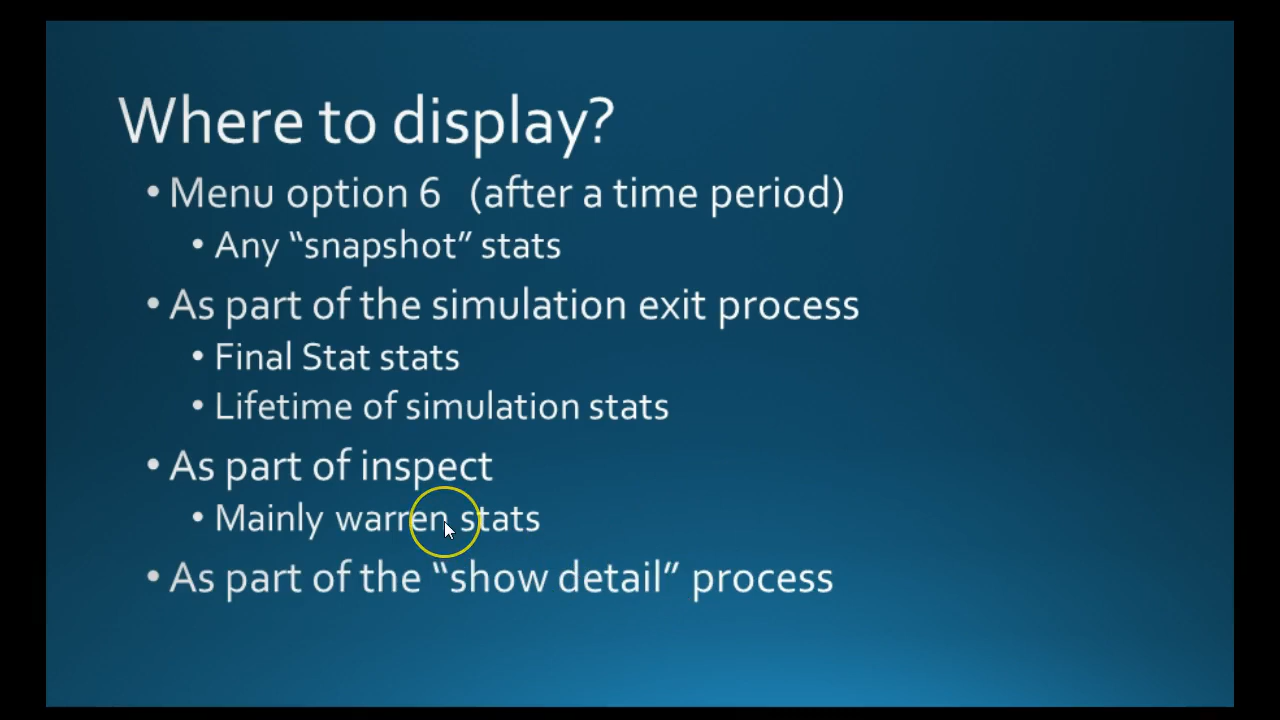 Where to display?
• Menu option 6 (after a time period)
• Any “snapshot” stats
• As part of the simulation exit process
• Final Stat stats
• Lifetime of simulation stats
• As part of inspect
• Mainly warren stats
• As part of the “show detail” process